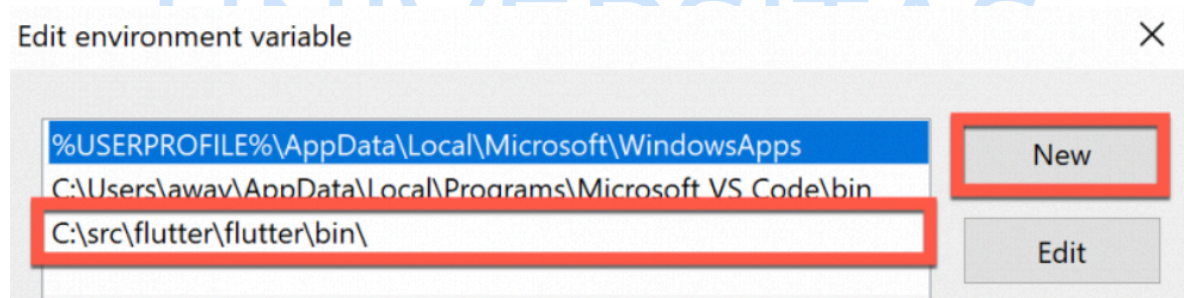 UNIVERSITAS
Edit environment variable
%USERPROFILE%\AppData\Local\Microsoft\WindowsApps
New
C:\Users\away\AppData\Local\Programs\Microsoft VS Code\bin
C:\src\flutter\flutter\bin\
Edit